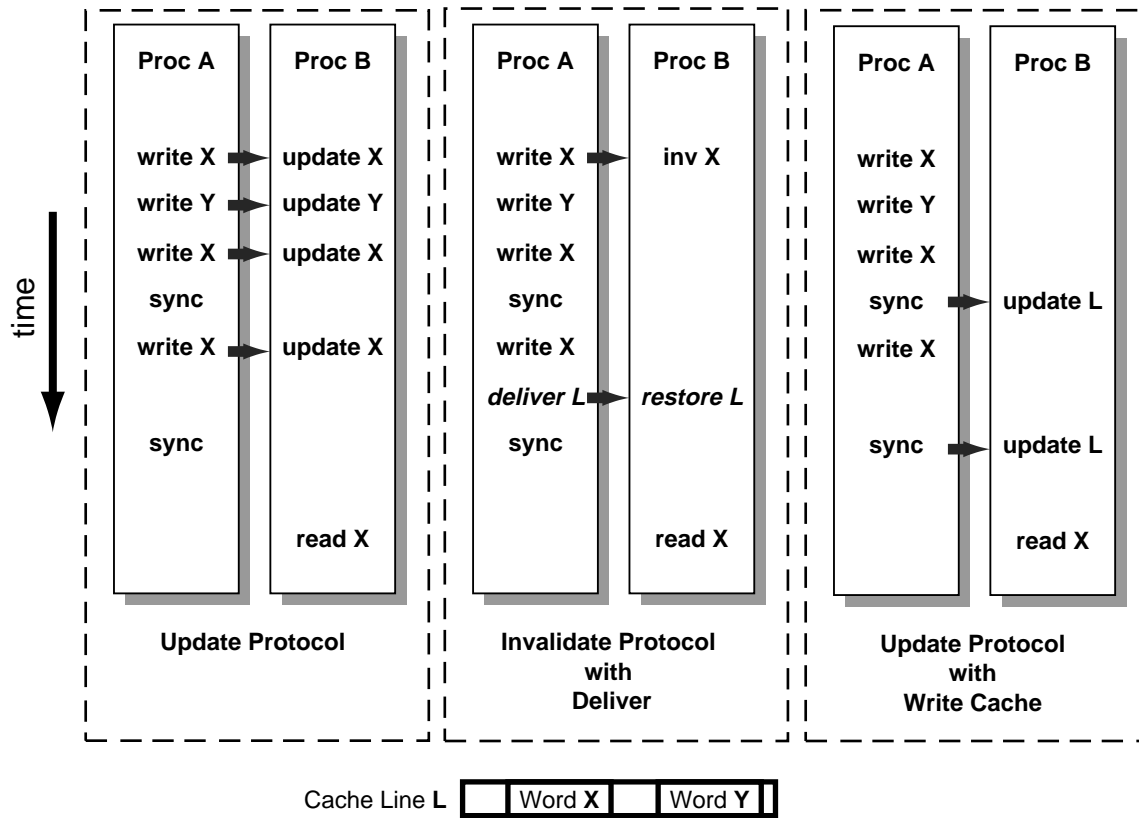 Proc A Proc B
write X update X
write Y update Y
write X update X
sync
write X update X
sync
read X
Update Protocol
Proc A Proc B
write X inv X
write Y
write X
sync
write X
deliver L restore L
sync
read X
Invalidate Protocol
with
Deliver
Proc A Proc B
write X
write Y
write X
sync update L
write X
sync update L
read X
Update Protocol
with
Write Cache
time
Cache Line L Word X Word Y